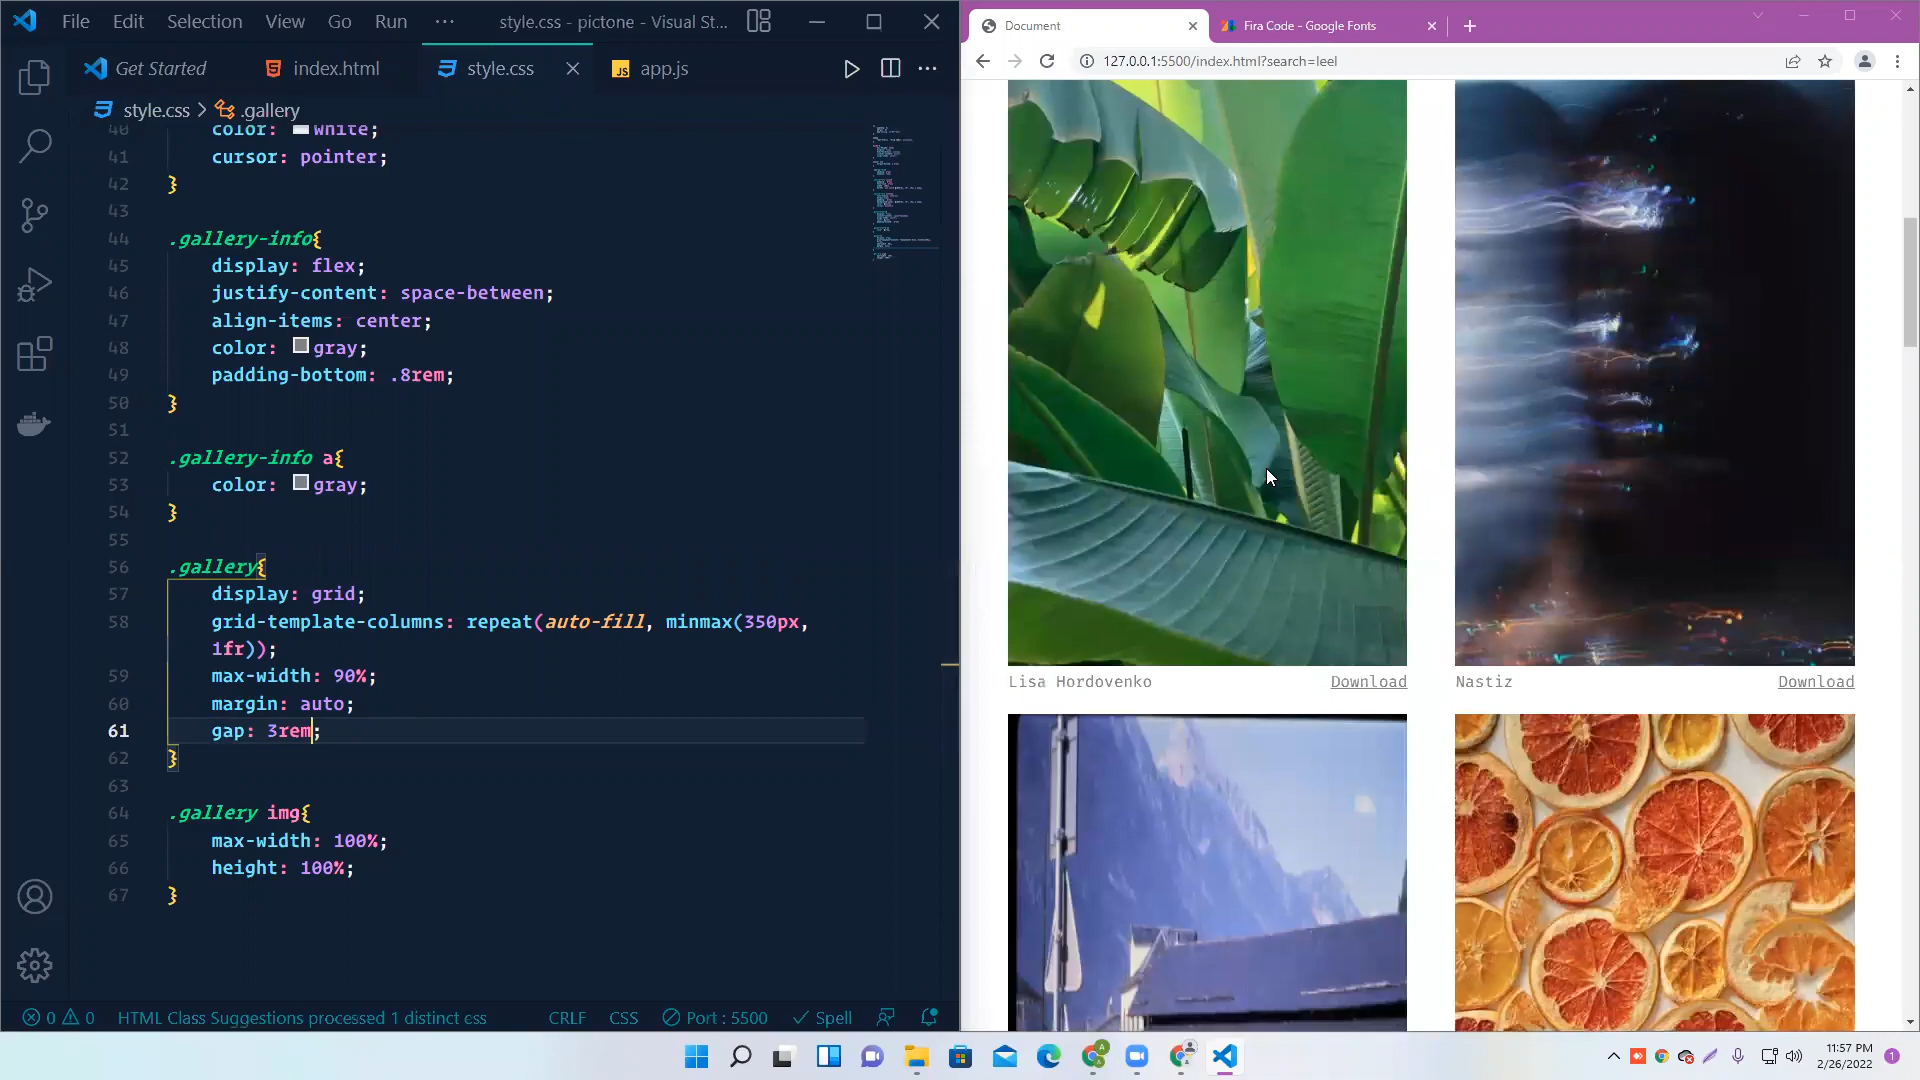 File Edit Selection View Go Run ··· style.css - pictone - Visual St...
Get Started index.html style.css app.js
style.css > .gallery
40 color: white;
41 cursor: pointer;
42 }
43
44 .gallery-info{
45 display: flex;
46 justify-content: space-between;
47 align-items: center;
48 color: gray;
49 padding-bottom: .8rem;
50 }
51
52 .gallery-info a{
53 color: gray;
54 }
55
56 .gallery{
57 display: grid;
58 grid-template-columns: repeat(auto-fill, minmax(350px,
1fr));
59 max-width: 90%;
60 margin: auto;
61 gap: 3rem;
62 }
63
64 .gallery img{
65 max-width: 100%;
66 height: 100%;
67 }
0 0 HTML Class Suggestions processed 1 distinct css CRLF CSS Port : 5500 Spell
Document Fira Code - Google Fonts
127.0.0.1:5500/index.html?search=leel
Lisa Hordovenko Download Nastiz Download
11:57 PM
2/26/2022 1